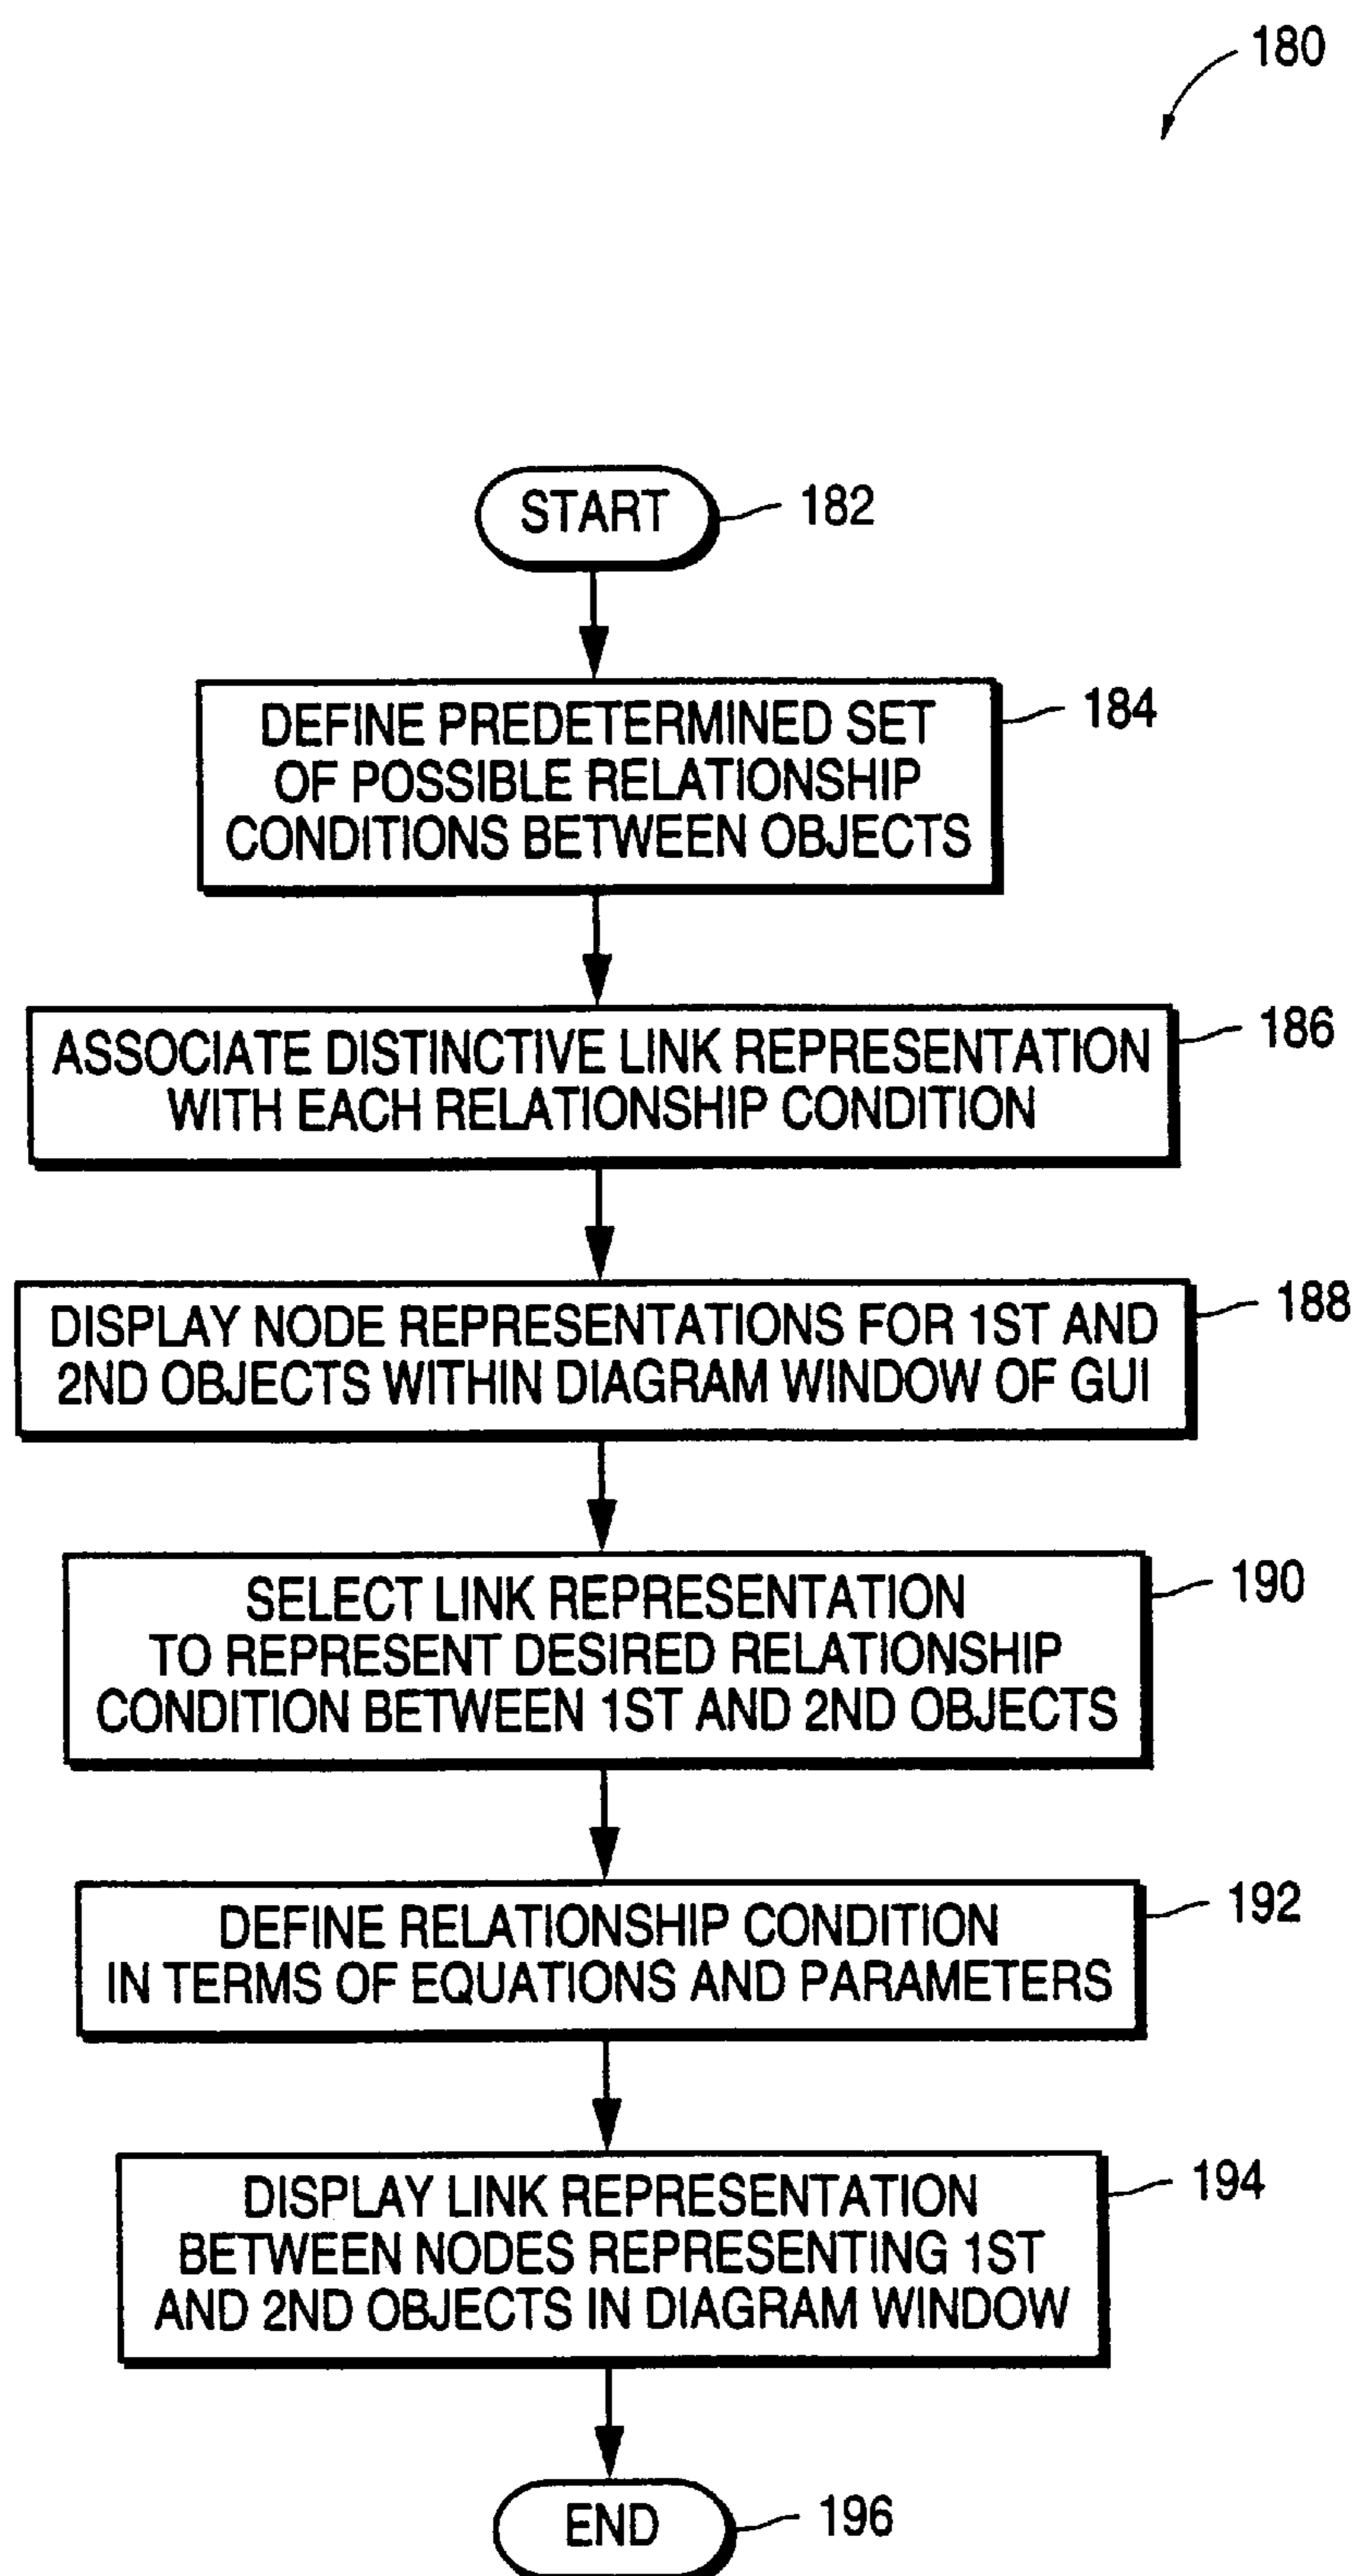 180
START
182
DEFINE PREDETERMINED SET
OF POSSIBLE RELATIONSHIP
CONDITIONS BETWEEN OBJECTS
184
ASSOCIATE DISTINCTIVE LINK REPRESENTATION
WITH EACH RELATIONSHIP CONDITION
186
DISPLAY NODE REPRESENTATIONS FOR 1ST AND
2ND OBJECTS WITHIN DIAGRAM WINDOW OF GUI
188
SELECT LINK REPRESENTATION
TO REPRESENT DESIRED RELATIONSHIP
CONDITION BETWEEN 1ST AND 2ND OBJECTS
190
DEFINE RELATIONSHIP CONDITION
IN TERMS OF EQUATIONS AND PARAMETERS
192
DISPLAY LINK REPRESENTATION
BETWEEN NODES REPRESENTING 1ST
AND 2ND OBJECTS IN DIAGRAM WINDOW
194
END
196